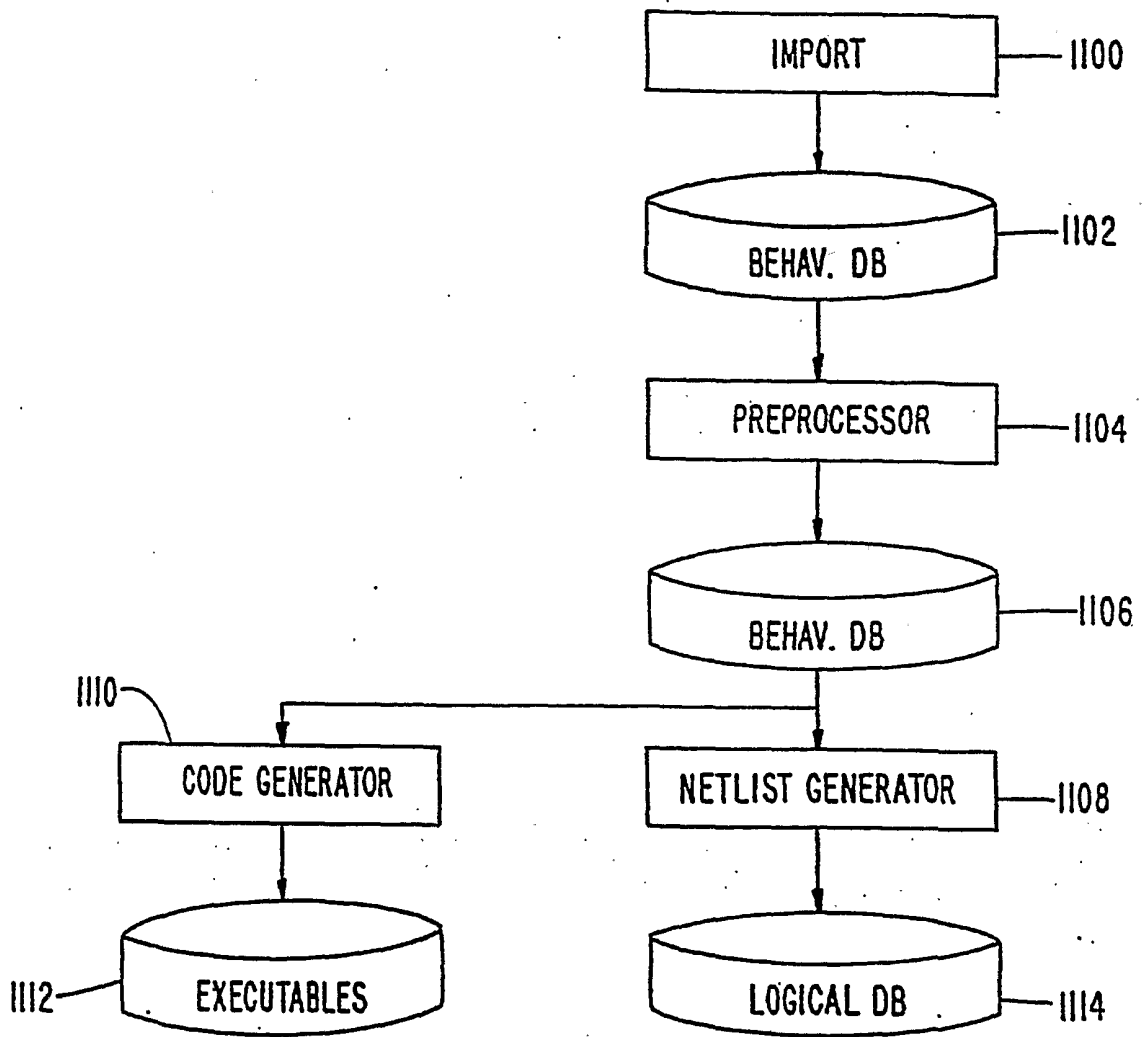 IMPORT
1100
BEHAV. DB
1102
PREPROCESSOR
1104
BEHAV. DB
1106
1110
CODE GENERATOR
NETLIST GENERATOR
1108
1112
EXECUTABLES
LOGICAL DB
1114